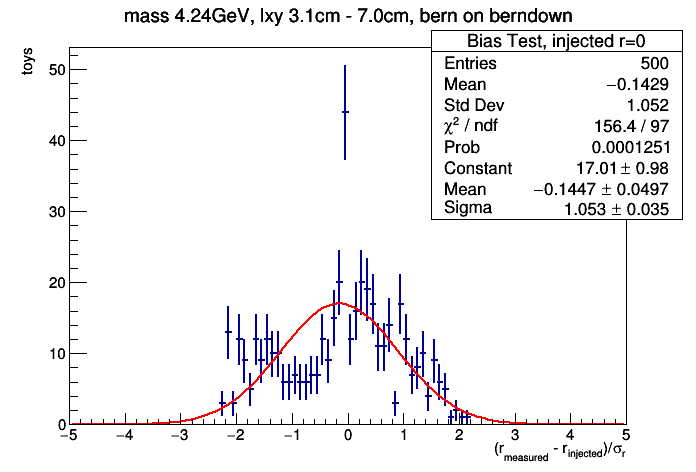 mass 4.24GeV, lxy 3.1cm - 7.0cm, bern on berndown
Bias Test, injected r=0
Entries 500
Mean −0.1429
Std Dev 1.052
χ² / ndf 156.4 / 97
Prob 0.0001251
Constant 17.01 ± 0.98
Mean −0.1447 ± 0.0497
Sigma 1.053 ± 0.035
toys
50
40
30
20
10
0
−5 −4 −3 −2 −1 0 1 2 3 4 5
(r_measured - r_injected)/σ_r